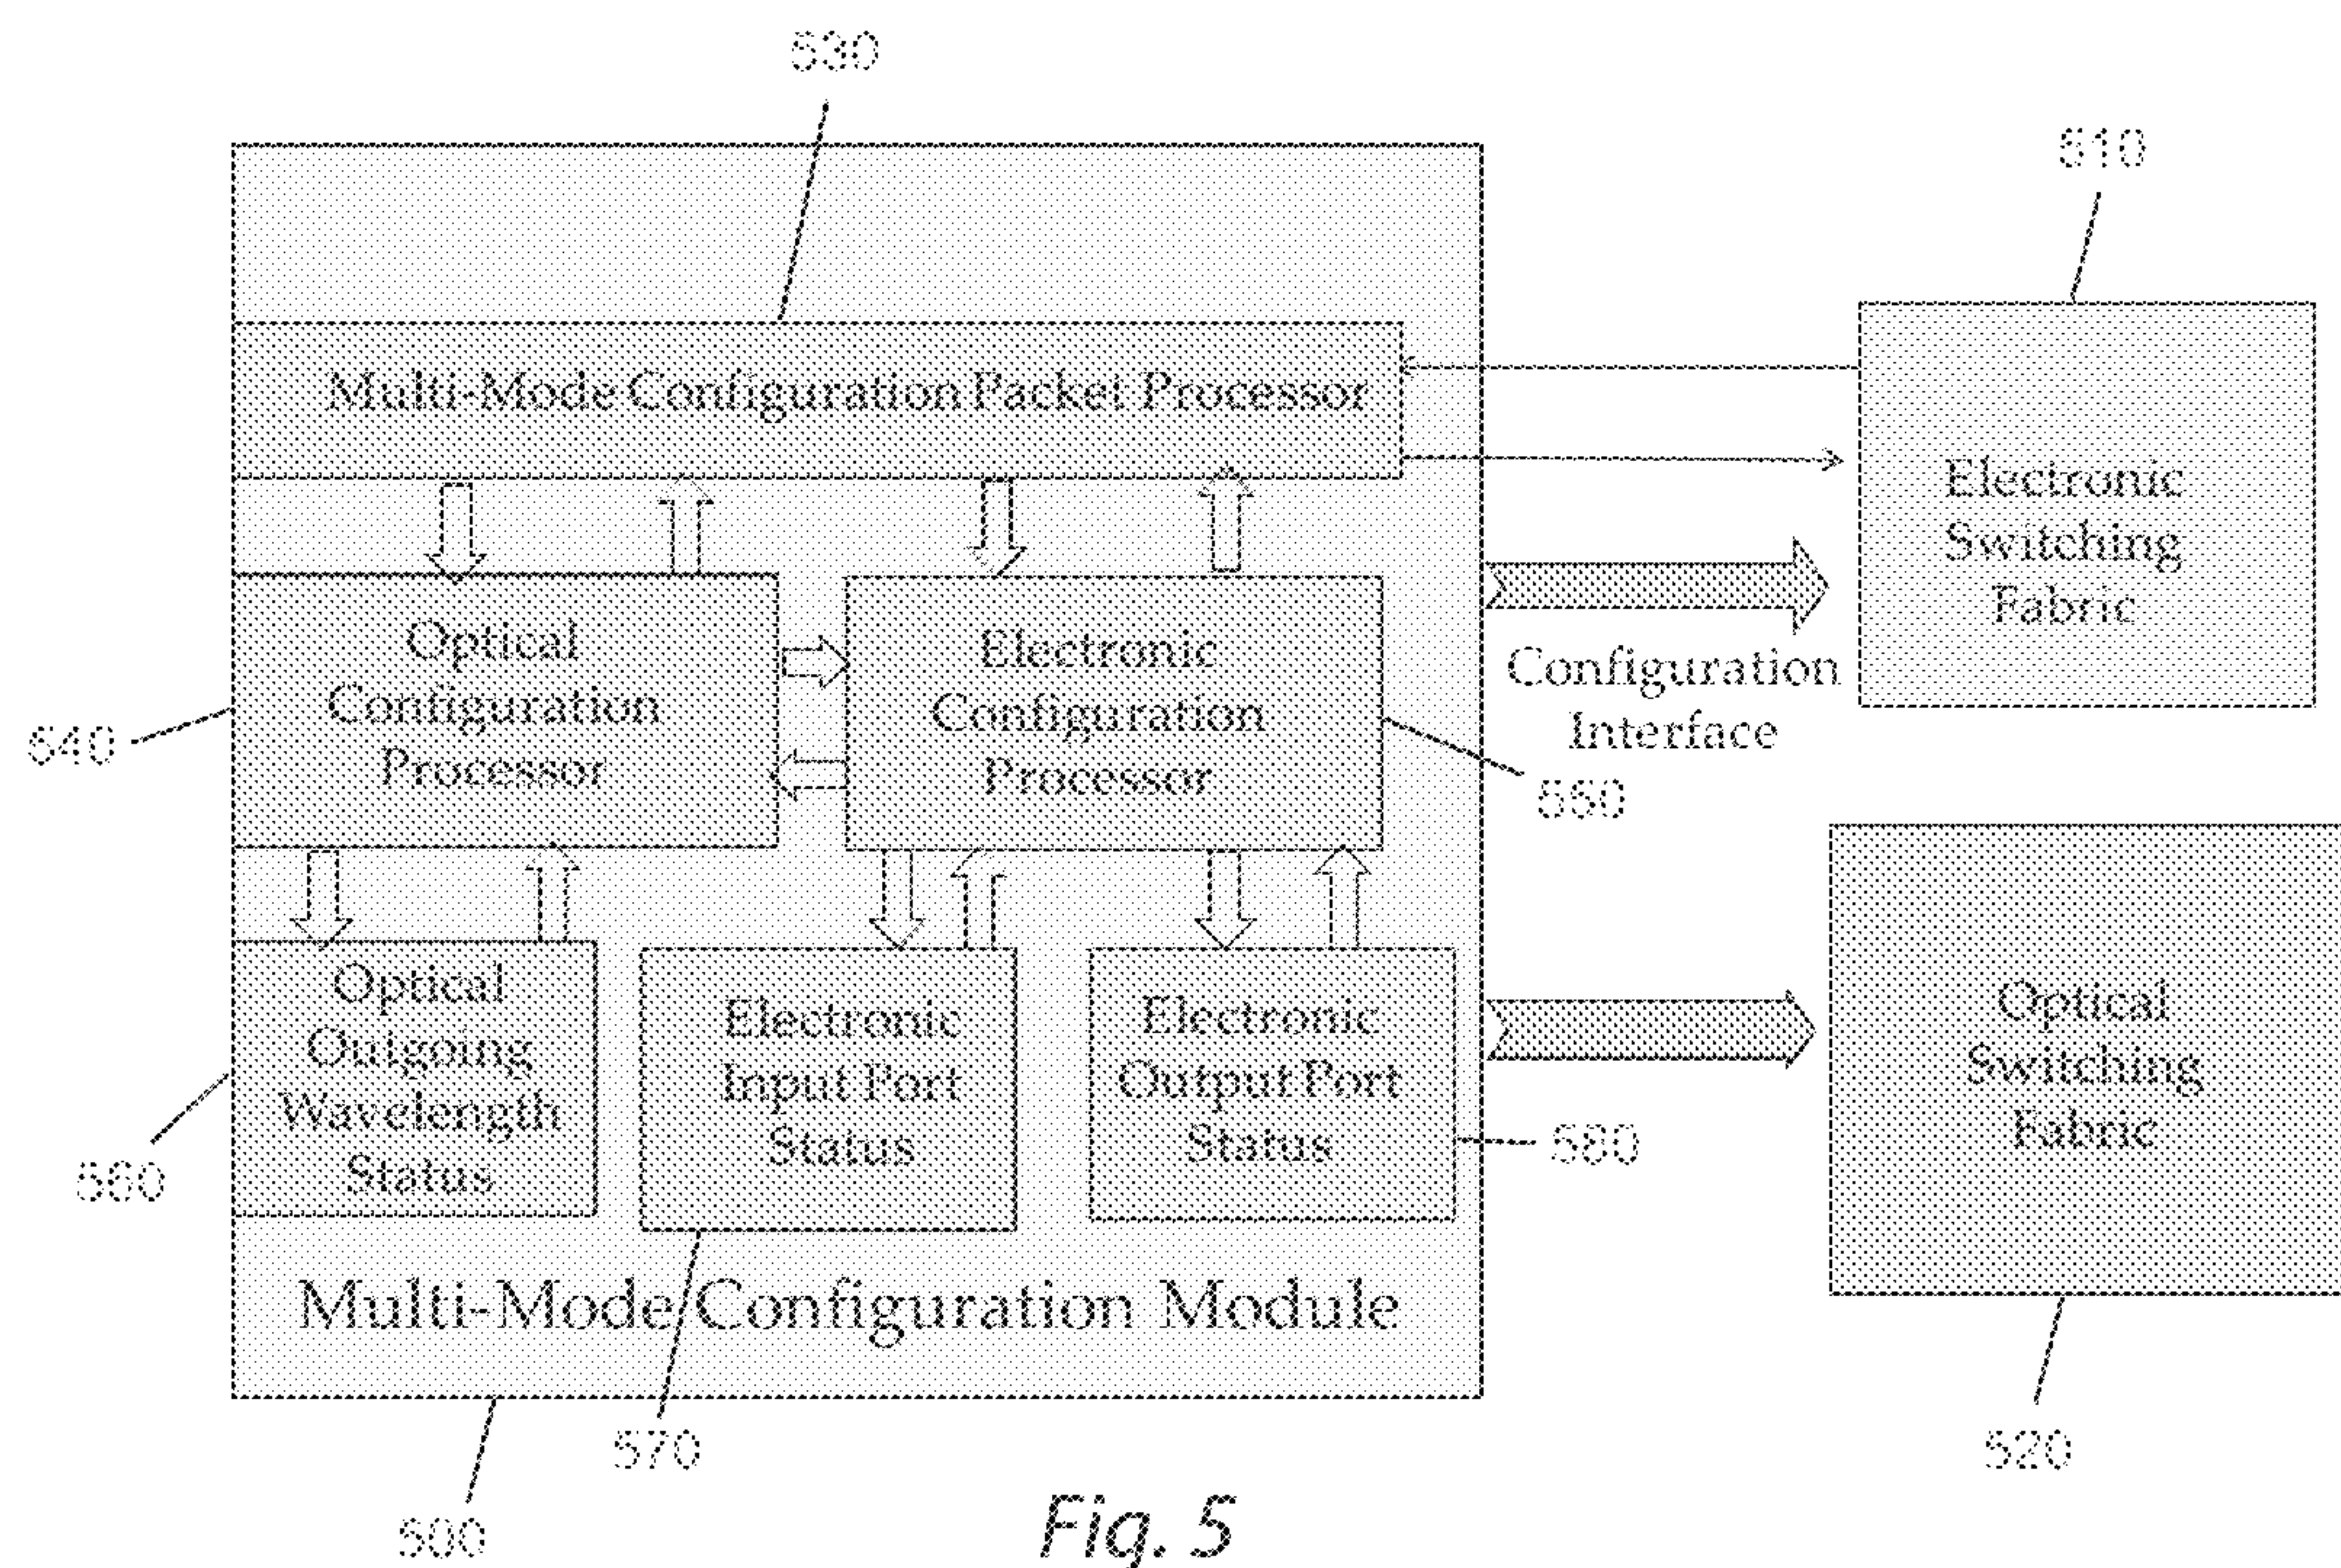 530
510
Multi-Mode Configuration Packet Processor
Electronic
Switching
Fabric
Optical
Configuration
Processor
Electronic
Configuration
Processor
Configuration
Interface
540
550
Optical
Outgoing
Wavelength
Status
Electronic
Input Port
Status
Electronic
Output Port
Status
Optical
Switching
Fabric
560
580
Multi-Mode Configuration Module
570
520
500
Fig. 5